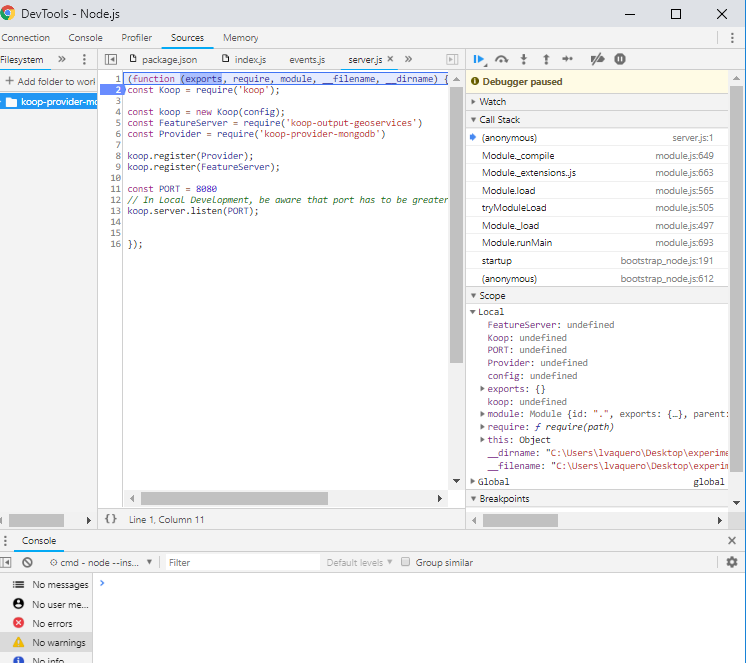 DevTools - Node.js
Connection Console Profiler Sources Memory
Filesystem » package.json index.js events.js server.js × »
+ Add folder to work
koop-provider-mo
1 (function (exports, require, module, __filename, __dirname) {
2 const Koop = require('koop');
3
4 const koop = new Koop(config);
5 const FeatureServer = require('koop-output-geoservices')
6 const Provider = require('koop-provider-mongodb')
7
8 koop.register(Provider);
9 koop.register(FeatureServer);
10
11 const PORT = 8080
12 // In Local Development, be aware that port has to be greater
13 koop.server.listen(PORT);
14
15
16 });
{} Line 1, Column 11
Debugger paused
Watch
Call Stack
(anonymous) server.js:1
Module._compile module.js:649
Module._extensions.js module.js:663
Module.load module.js:565
tryModuleLoad module.js:505
Module._load module.js:497
Module.runMain module.js:693
startup bootstrap_node.js:191
(anonymous) bootstrap_node.js:612
Scope
Local
FeatureServer: undefined
Koop: undefined
PORT: undefined
Provider: undefined
config: undefined
exports: {}
koop: undefined
module: Module {id: ".", exports: {…}, parent:
require: ƒ require(path)
this: Object
__dirname: "C:\Users\lvaquero\Desktop\experime
__filename: "C:\Users\lvaquero\Desktop\experim
Global global
Breakpoints
Console ×
cmd - node --ins... ▼ Filter Default levels ▼ Group similar
No messages
No user me...
No errors
No warnings
No info